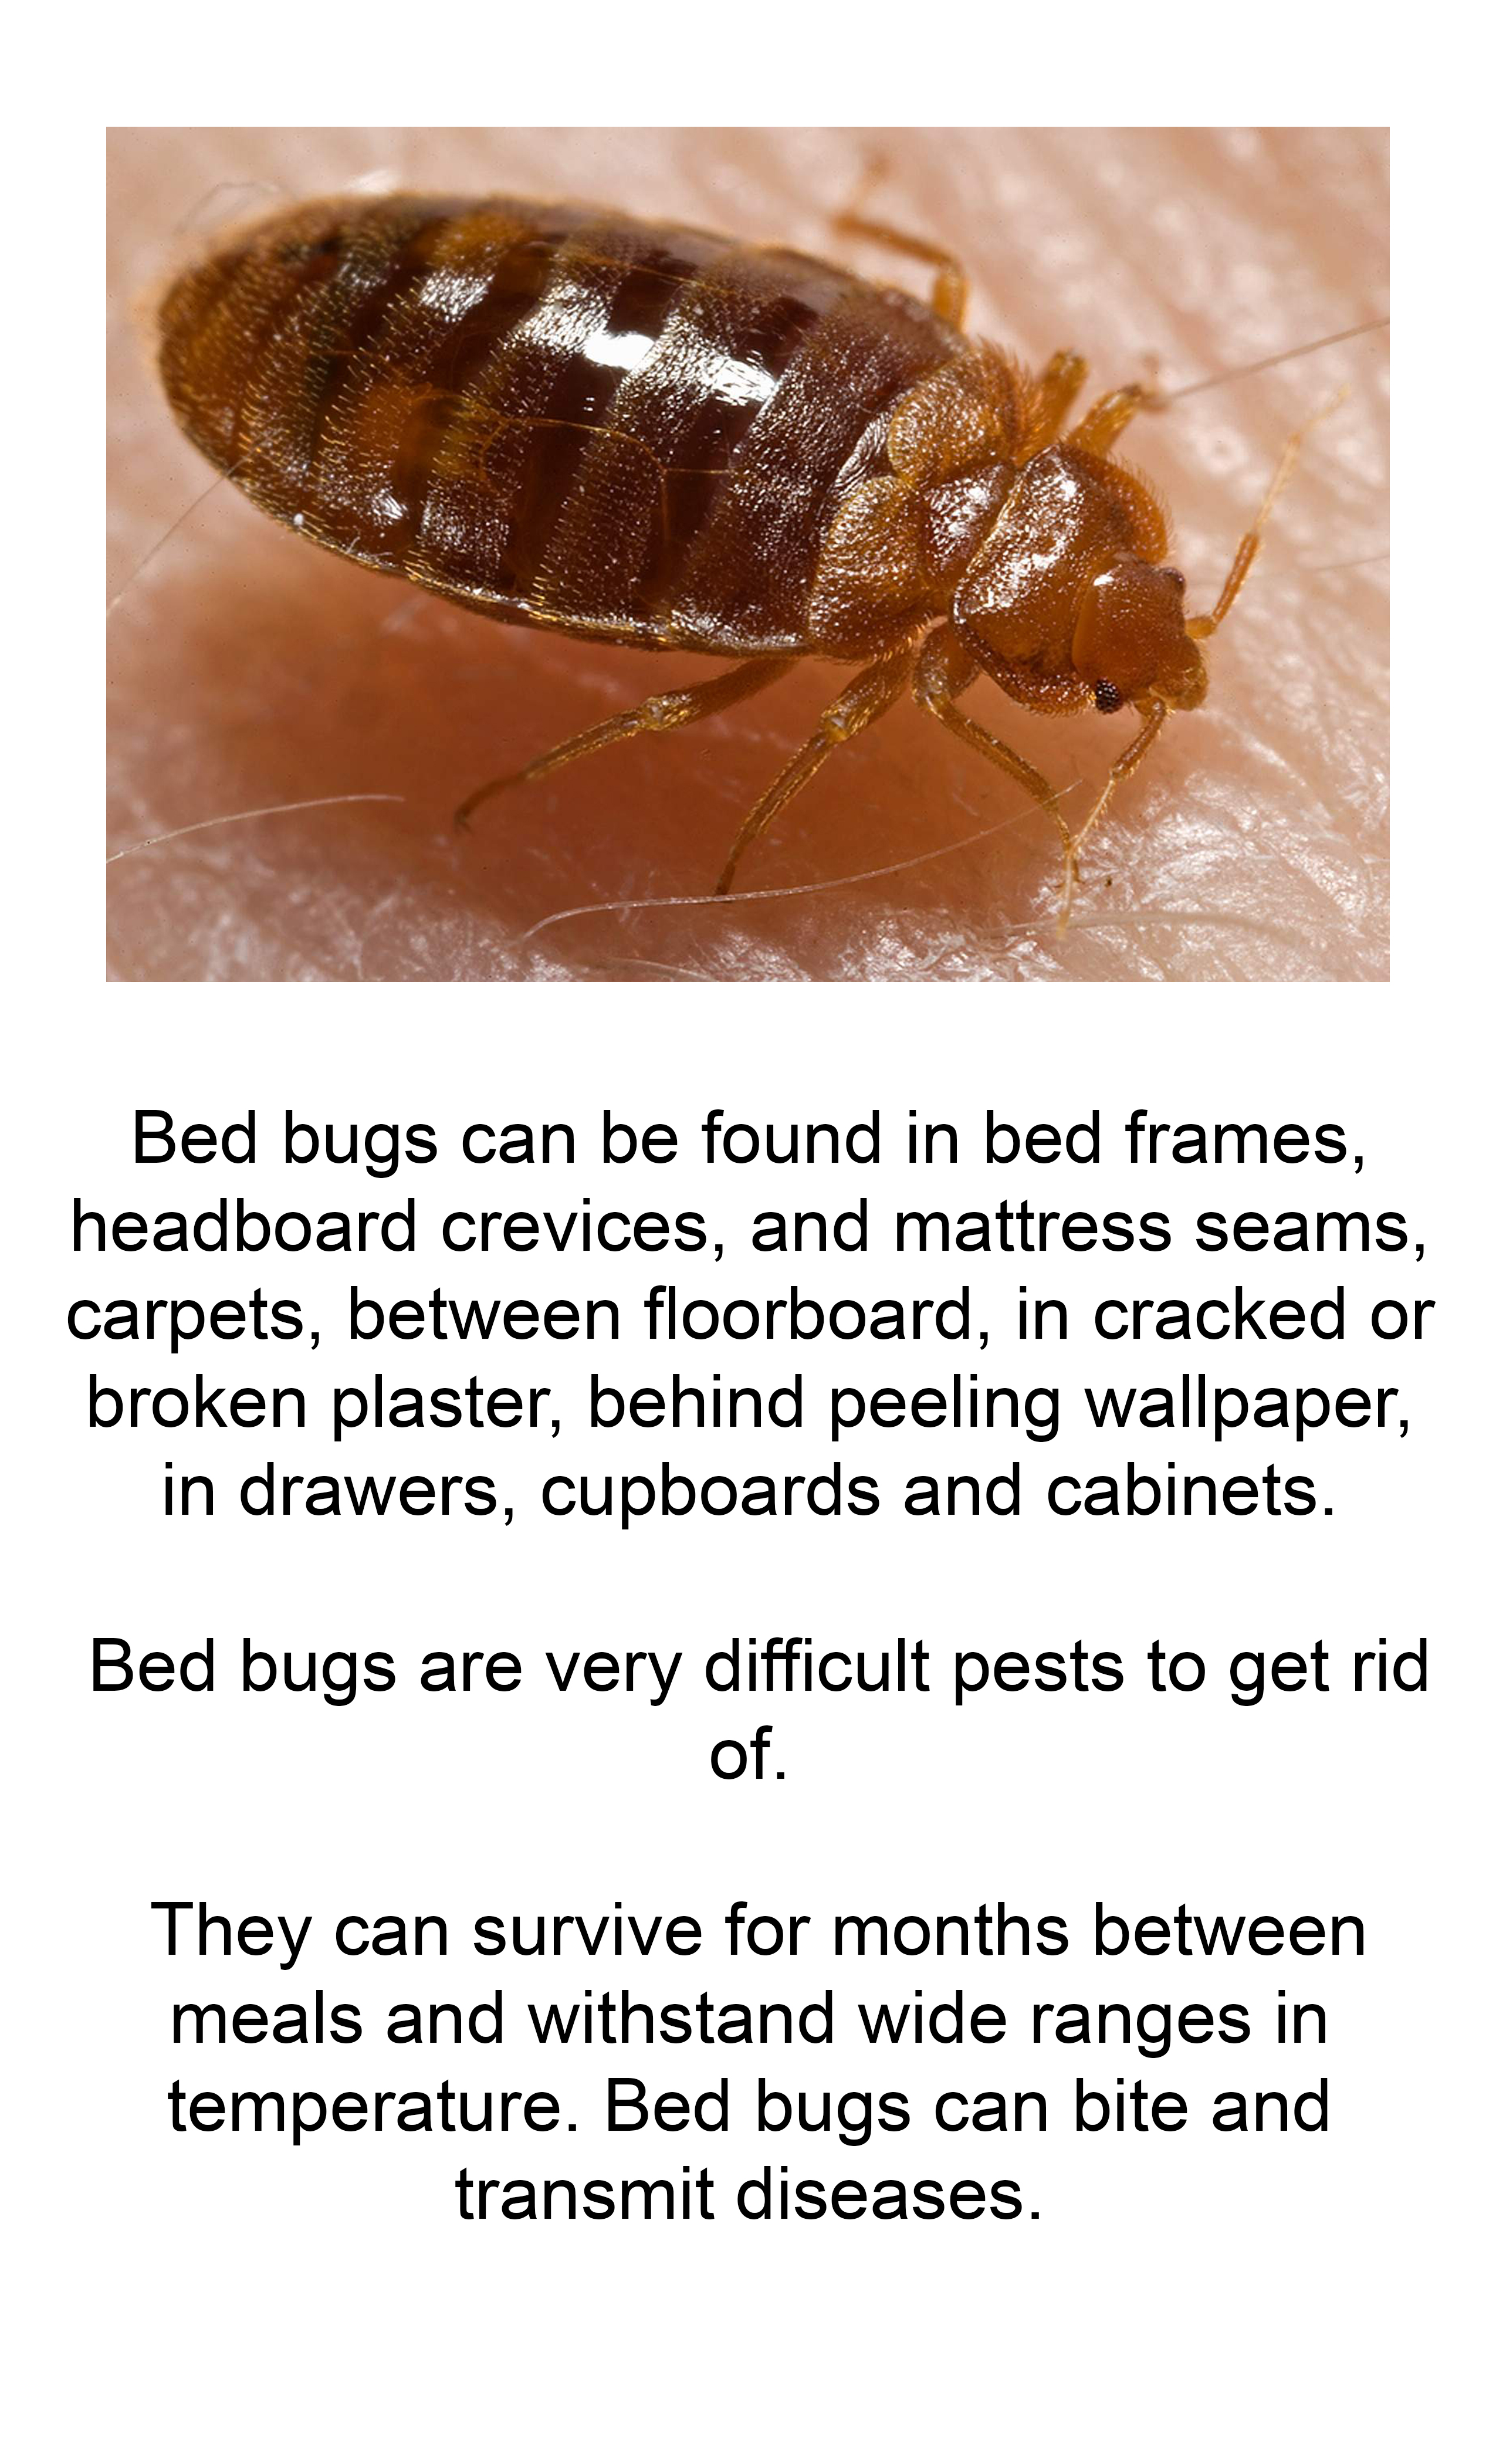 Bed bugs can be found in bed frames,
headboard crevices, and mattress seams,
carpets, between floorboard, in cracked or
broken plaster, behind peeling wallpaper,
in drawers, cupboards and cabinets.
Bed bugs are very difficult pests to get rid
of.
They can survive for months between
meals and withstand wide ranges in
temperature. Bed bugs can bite and
transmit diseases.